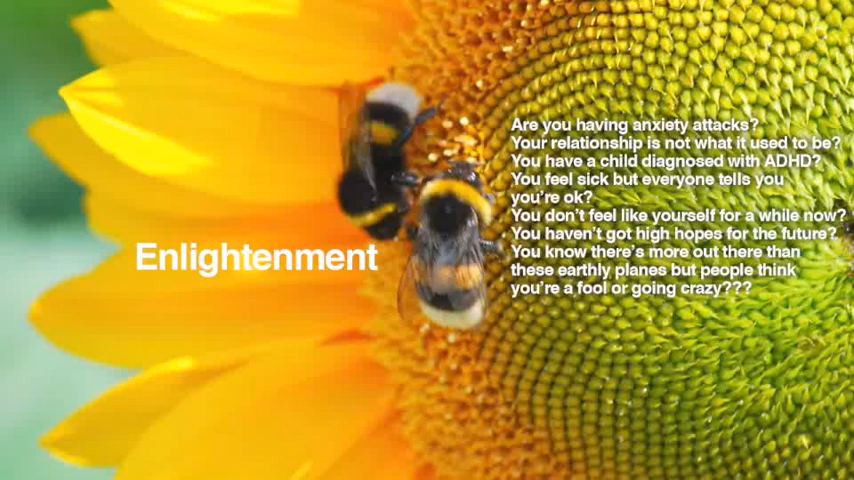 Enlightenment
Are you having anxiety attacks?
Your relationship is not what it used to be?
You have a child diagnosed with ADHD?
You feel sick but everyone tells you
you're ok?
You don't feel like yourself for a while now?
You haven't got high hopes for the future?
You know there's more out there than
these earthly planes but people think
you're a fool or going crazy???